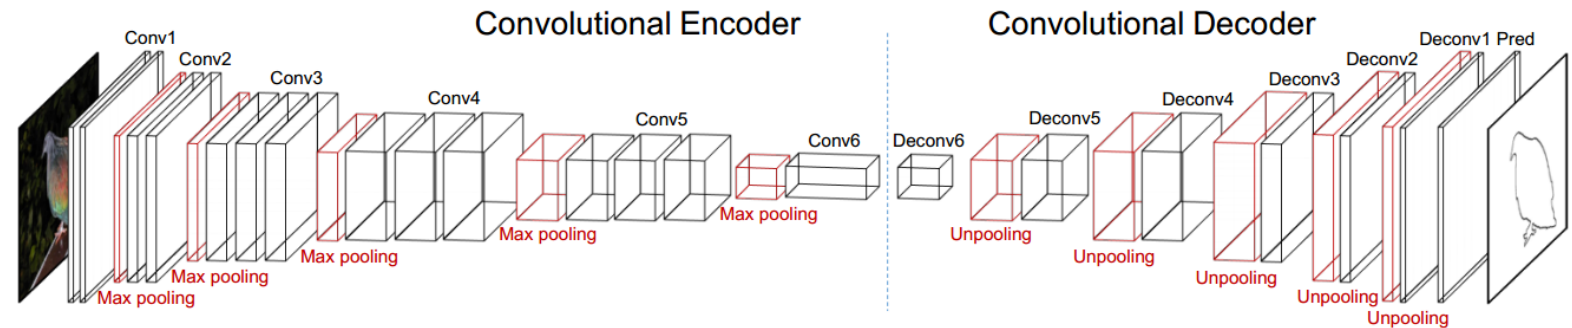 Convolutional Encoder
Convolutional Decoder
Conv1
Conv2
Conv3
Conv4
Conv5
Conv6
Deconv6
Deconv5
Deconv4
Deconv3
Deconv2
Deconv1 Pred
Max pooling
Max pooling
Max pooling
Max pooling
Max pooling
Unpooling
Unpooling
Unpooling
Unpooling
Unpooling